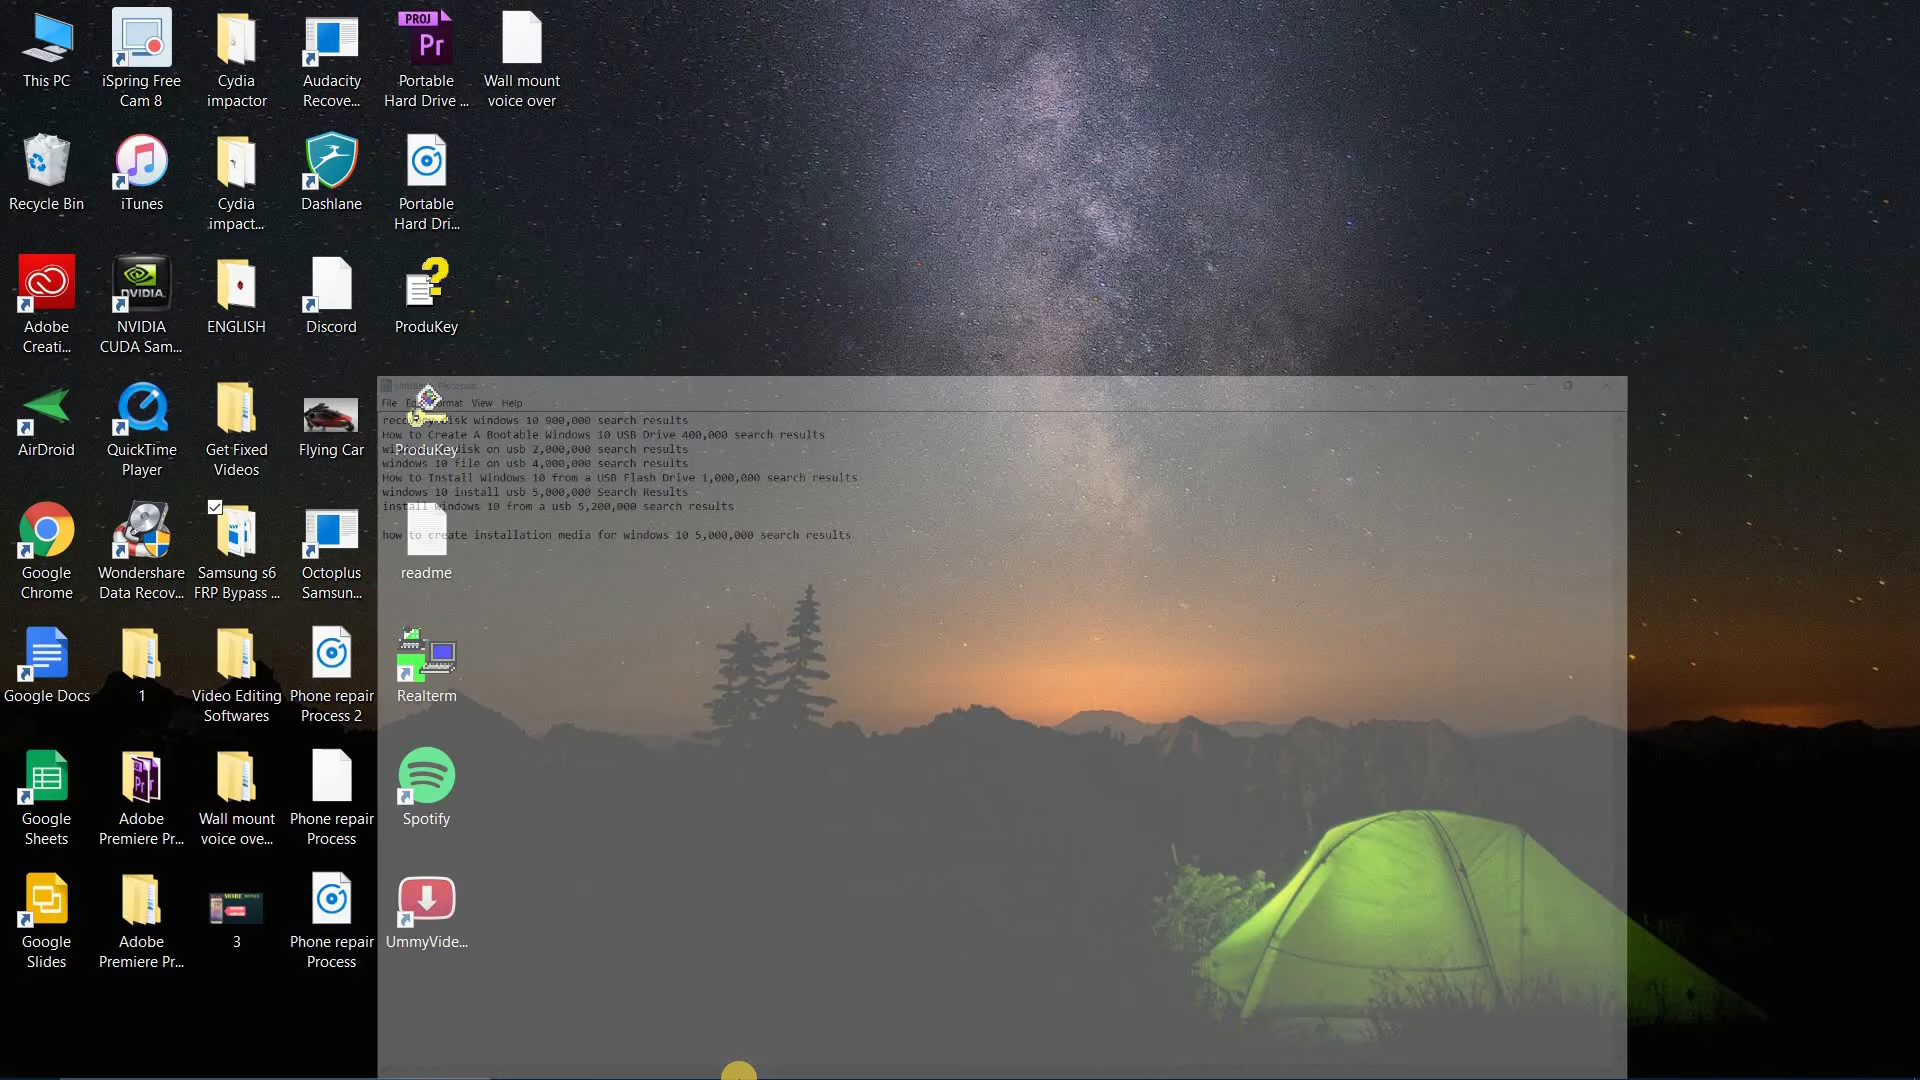 This PC
iSpring Free
Cam 8
Cydia
impactor
Audacity
Recove...
PROJ
Pr
Portable
Hard Drive ...
Wall mount
voice over
Recycle Bin
iTunes
Cydia
impact...
Dashlane
Portable
Hard Dri...
Adobe
Creati...
NVIDIA.
NVIDIA
CUDA Sam...
ENGLISH
Discord
ProduKey
AirDroid
QuickTime
Player
Get Fixed
Videos
Flying Car
ProduKey
Google
Chrome
Wondershare
Data Recov...
Samsung s6
FRP Bypass ...
Octoplus
Samsun...
readme
Google Docs
1
Video Editing
Softwares
Phone repair
Process 2
Realterm
Google
Sheets
Adobe
Premiere Pr...
Wall mount
voice ove...
Phone repair
Process
Spotify
Google
Slides
Adobe
Premiere Pr...
3
Phone repair
Process
UmmyVide...
File View Help
disk windows 10 900,000 search results
How to Create A Bootable Windows 10 USB Drive 400,000 search results
disk on usb 2,000,000 search results
windows 10 file on usb 4,000,000 search results
How to Install Windows 10 from a USB Flash Drive 1,000,000 search results
windows 10 install usb 5,000,000 Search Results
install windows 10 from a usb 5,200,000 search results
how to create installation media for windows 10 5,000,000 search results